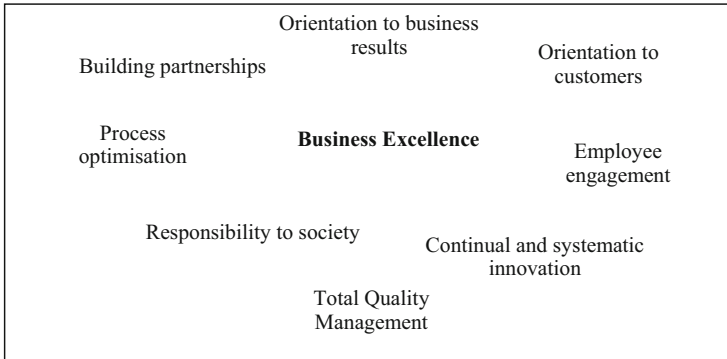 Orientation to business
results
Building partnerships
Orientation to
customers
Process
optimisation
Business Excellence
Employee
engagement
Responsibility to society
Continual and systematic
innovation
Total Quality
Management